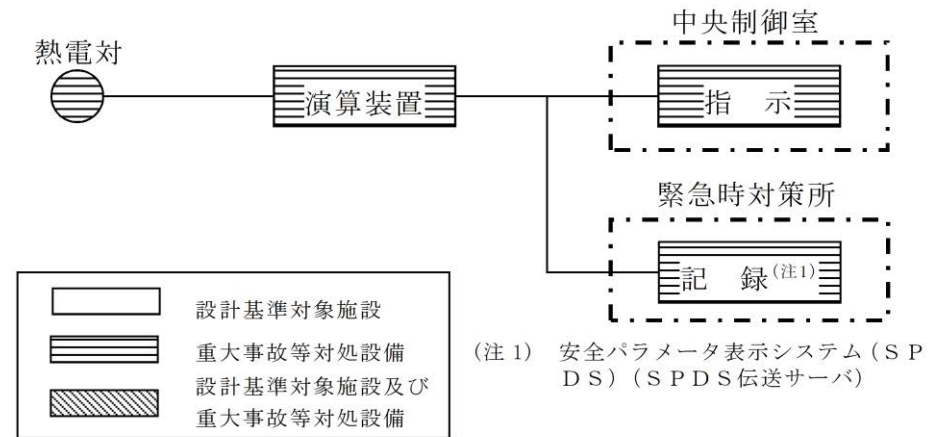 中央制御室
熱電対
演算装置
指 示
緊急時対策所
記 録(注1)
設計基準対象施設
重大事故等対処設備
設計基準対象施設及び
重大事故等対処設備
(注1) 安全パラメータ表示システム(SP
DS)(SPDS伝送サーバ)